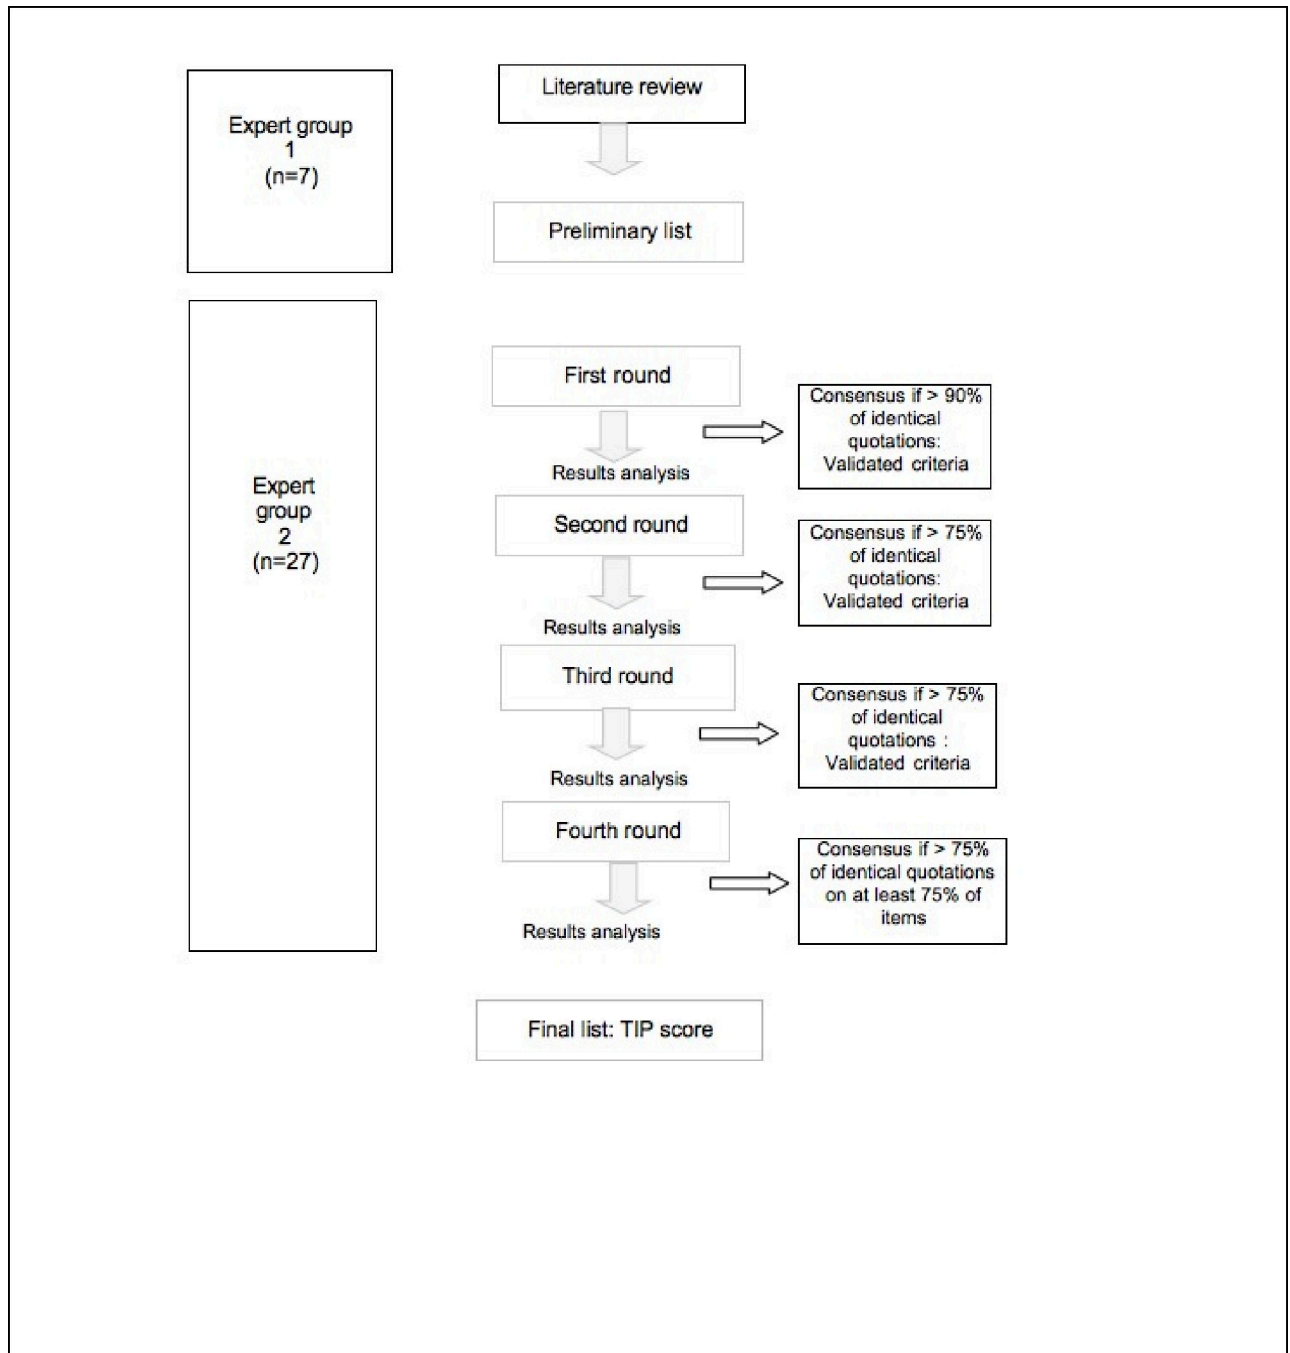 Expert group
1
(n=7)
Literature review
Preliminary list
Expert
group
2
(n=27)
First round
Consensus if > 90%
of identical
quotations:
Validated criteria
Results analysis
Second round
Consensus if > 75%
of identical
quotations:
Validated criteria
Results analysis
Third round
Consensus if > 75%
of identical
quotations :
Validated criteria
Results analysis
Fourth round
Consensus if > 75%
of identical quotations
on at least 75% of
items
Results analysis
Final list: TIP score